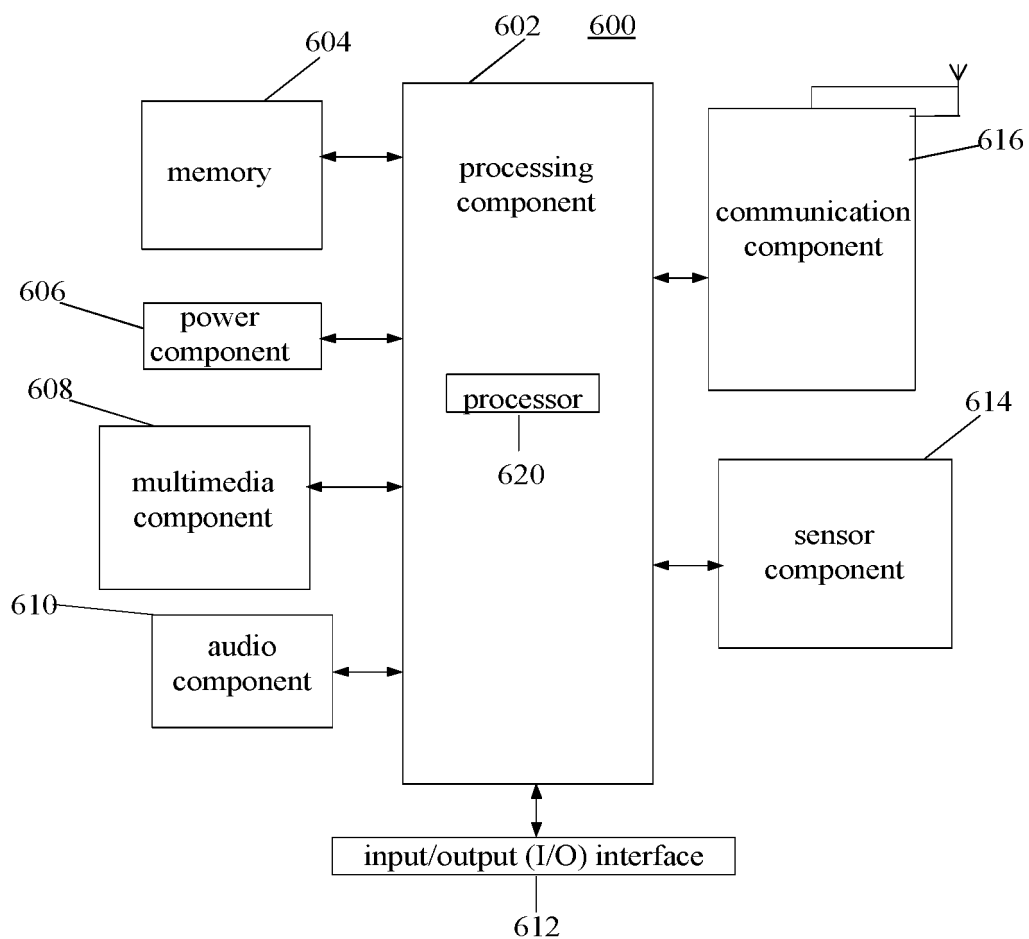 602
600
604
memory
processing
component
616
communication
component
606
power
component
processor
620
608
multimedia
component
614
sensor
component
610
audio
component
input/output (I/O) interface
612